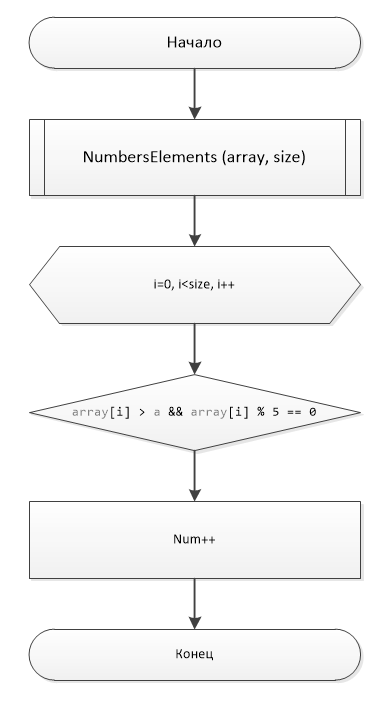 Начало
NumbersElements (array, size)
i=0, i<size, i++
array[i] > a && array[i] % 5 == 0
Num++
Конец